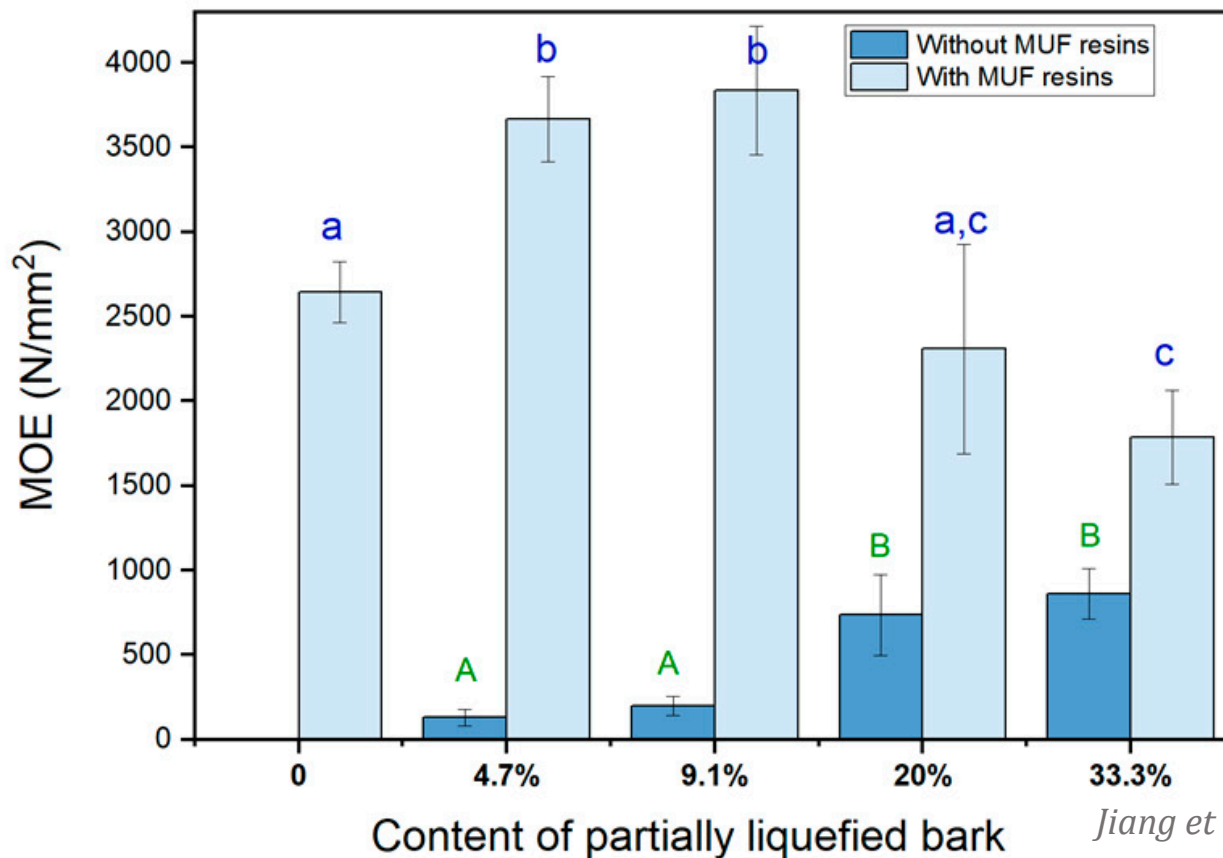 MOE (N/mm²)
4000
3500
3000
2500
2000
1500
1000
500
0
Without MUF resins
With MUF resins
a
b
b
a,c
c
A
A
B
B
0 4.7% 9.1% 20% 33.3%
Content of partially liquefied bark
Jiang et